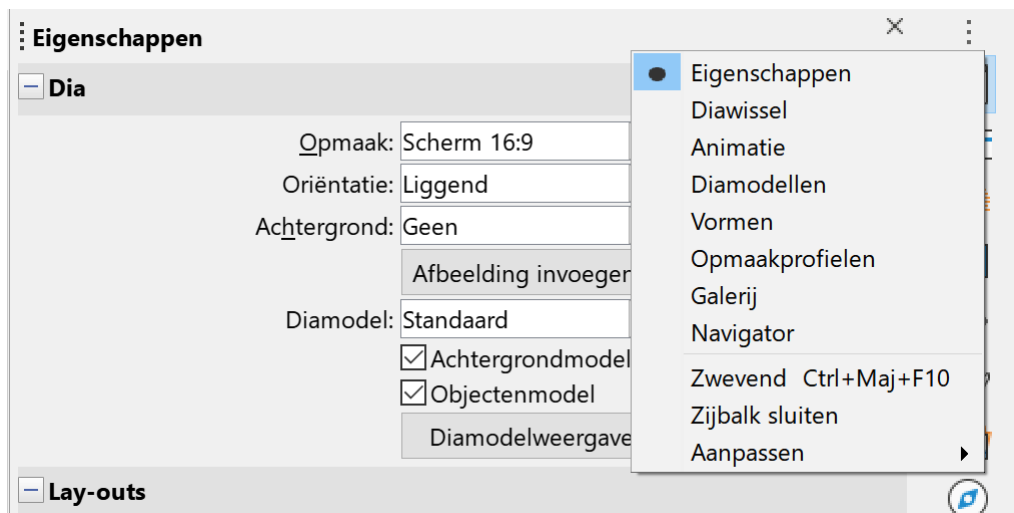 Eigenschappen
Dia
Opmaak: Scherm 16:9
Oriëntatie: Liggend
Achtergrond: Geen
Afbeelding invoegen
Diamodel: Standaard
Achtergrondmodel
Objectenmodel
Diamodelweergave
Lay-outs
Eigenschappen
Diawissel
Animatie
Diamodellen
Vormen
Opmaakprofielen
Galerij
Navigator
Zwevend Ctrl+Maj+F10
Zijbalk sluiten
Aanpassen